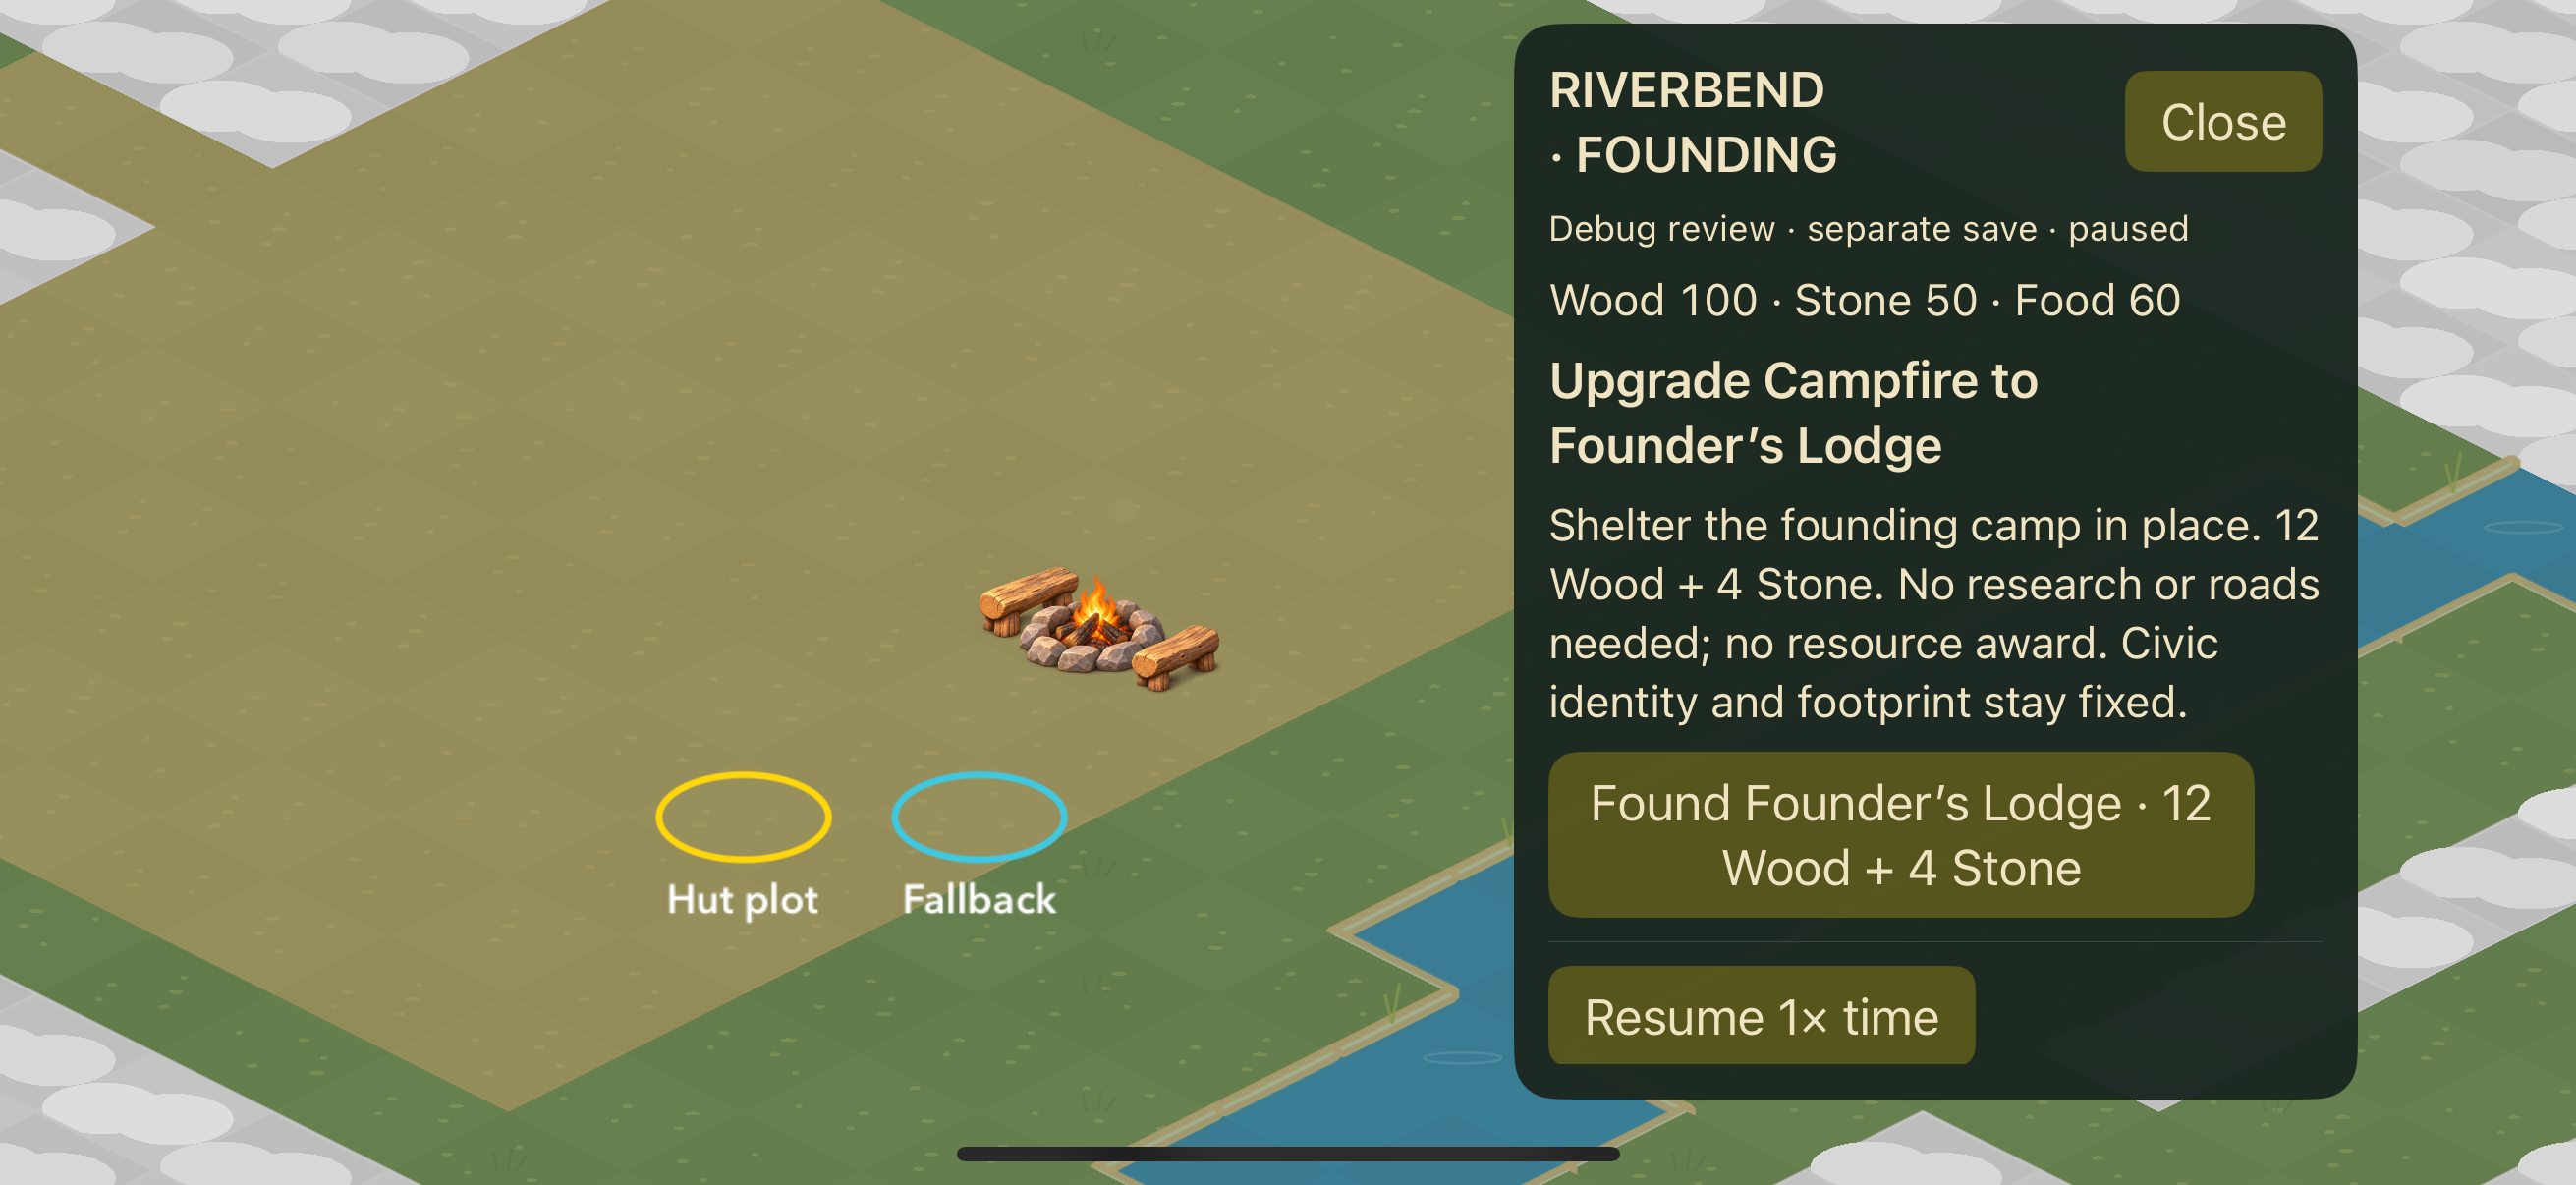 RIVERBEND
· FOUNDING
Close
Debug review · separate save · paused
Wood 100 · Stone 50 · Food 60
Upgrade Campfire to
Founder’s Lodge
Shelter the founding camp in place. 12
Wood + 4 Stone. No research or roads
needed; no resource award. Civic
identity and footprint stay fixed.
Found Founder’s Lodge · 12
Wood + 4 Stone
Resume 1× time
Hut plot
Fallback